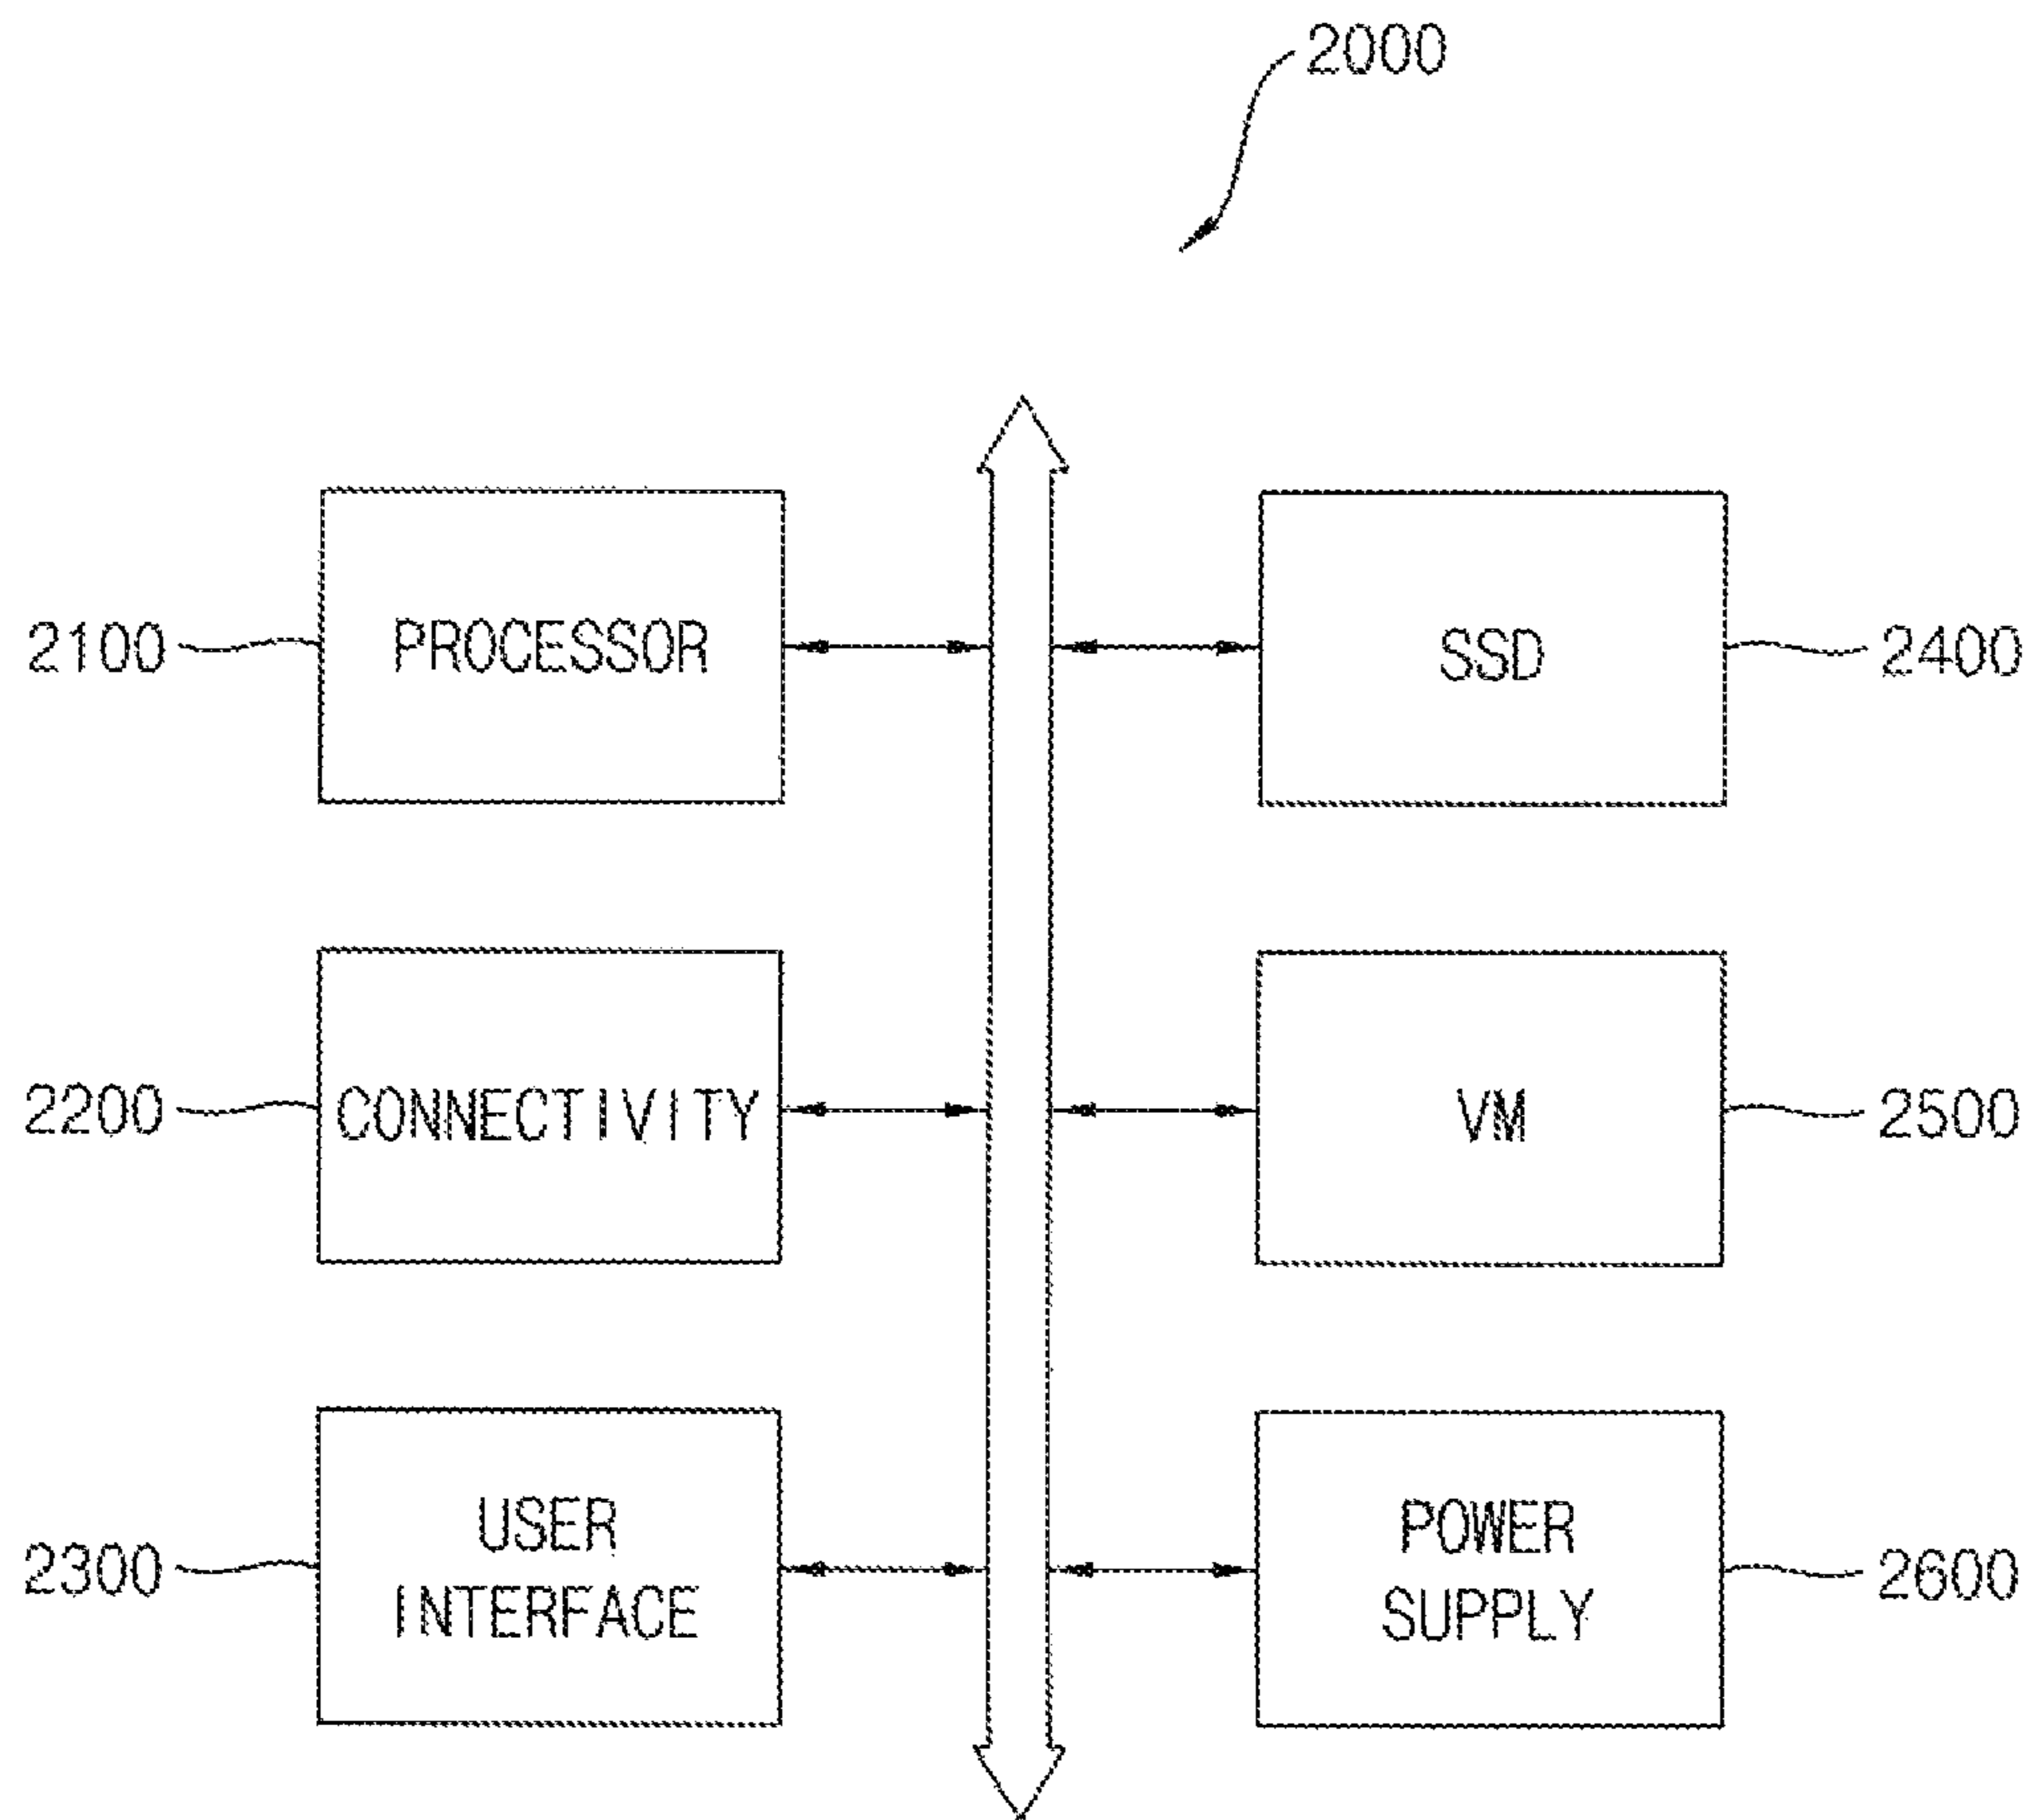 2000
2100 PROCESSOR SSD 2400
2200 CONNECTIVITY VM 2500
USER POWER
2300 INTERFACE SUPPLY 2600